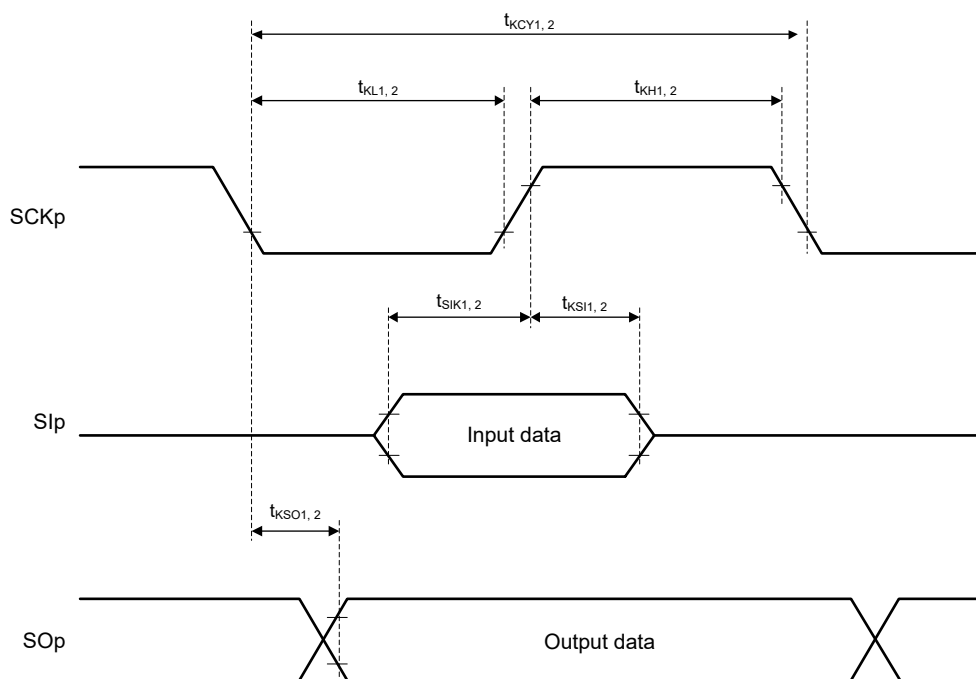 tKCY1, 2
tKL1, 2
tKH1, 2
SCKp
tSIK1, 2
tKSI1, 2
SIp
Input data
tKSO1, 2
SOp
Output data